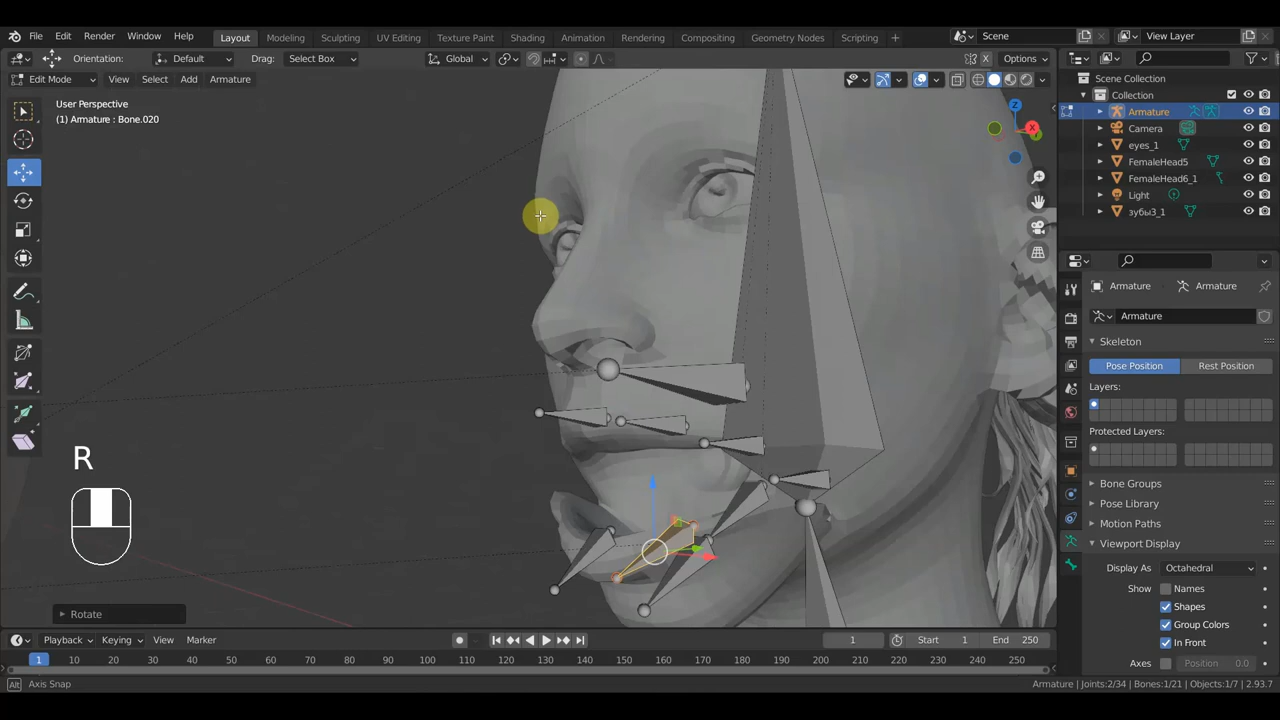 File Edit Render Window Help Layout Modeling Sculpting UV Editing Texture Paint Shading Animation Rendering Compositing Geometry Nodes Scripting + Scene View Layer
Orientation: Default Drag: Select Box Global X Options
Edit Mode View Select Add Armature
Scene Collection
Collection
Armature
Camera
eyes_1
FemaleHead5
FemaleHead6_1
Light
зубы3_1
User Perspective
(1) Armature : Bone.020
Z
X
Y
R
Rotate
Armature Armature
Armature
Skeleton
Pose Position Rest Position
Layers:
Protected Layers:
Bone Groups
Pose Library
Motion Paths
Viewport Display
Display As Octahedral
Show Names
Shapes
Group Colors
In Front
Axes Position 0.0
Playback Keying View Marker 1 Start 1 End 250
1 10 20 30 40 50 60 70 80 90 100 110 120 130 140 150 160 170 180 190 200 210 220 230 240 250
Alt Axis Snap Armature | Joints:2/34 | Bones:1/21 | Objects:1/7 | 2.93.7